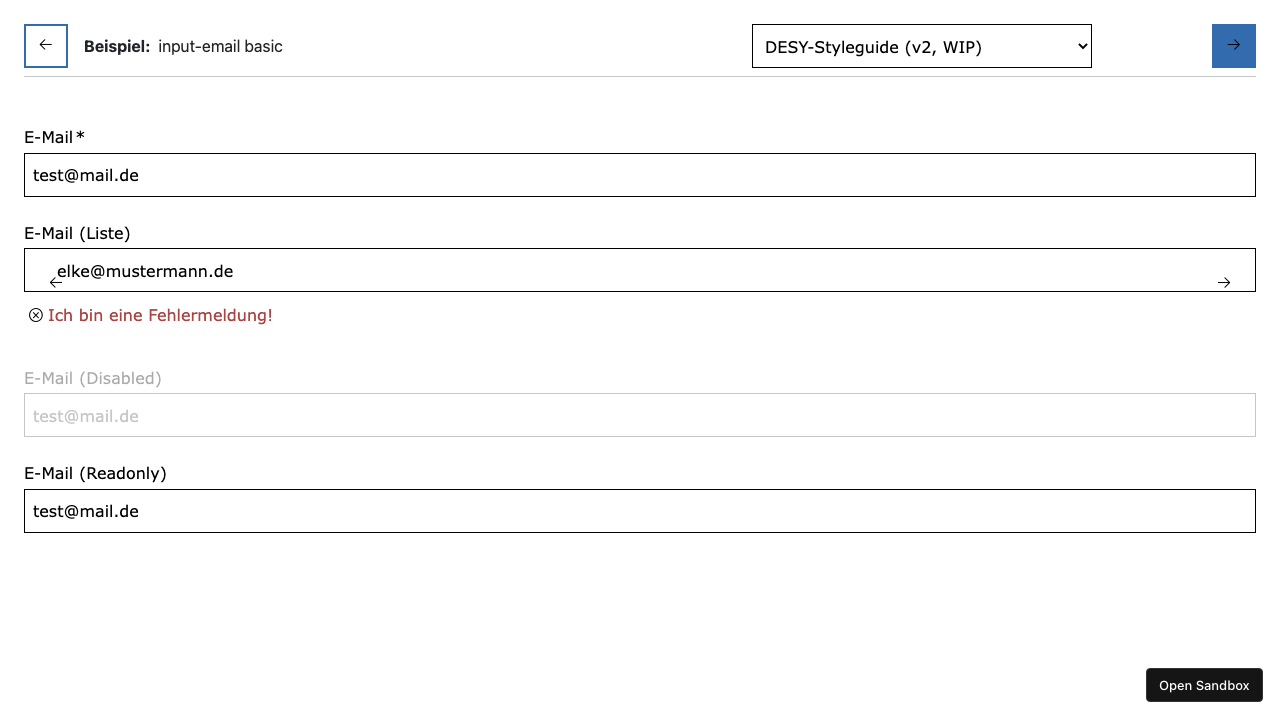 Beispiel: input-email basic
DESY-Styleguide (v2, WIP)
E-Mail*
test@mail.de
E-Mail (Liste)
elke@mustermann.de
Ich bin eine Fehlermeldung!
E-Mail (Disabled)
test@mail.de
E-Mail (Readonly)
test@mail.de
Open Sandbox